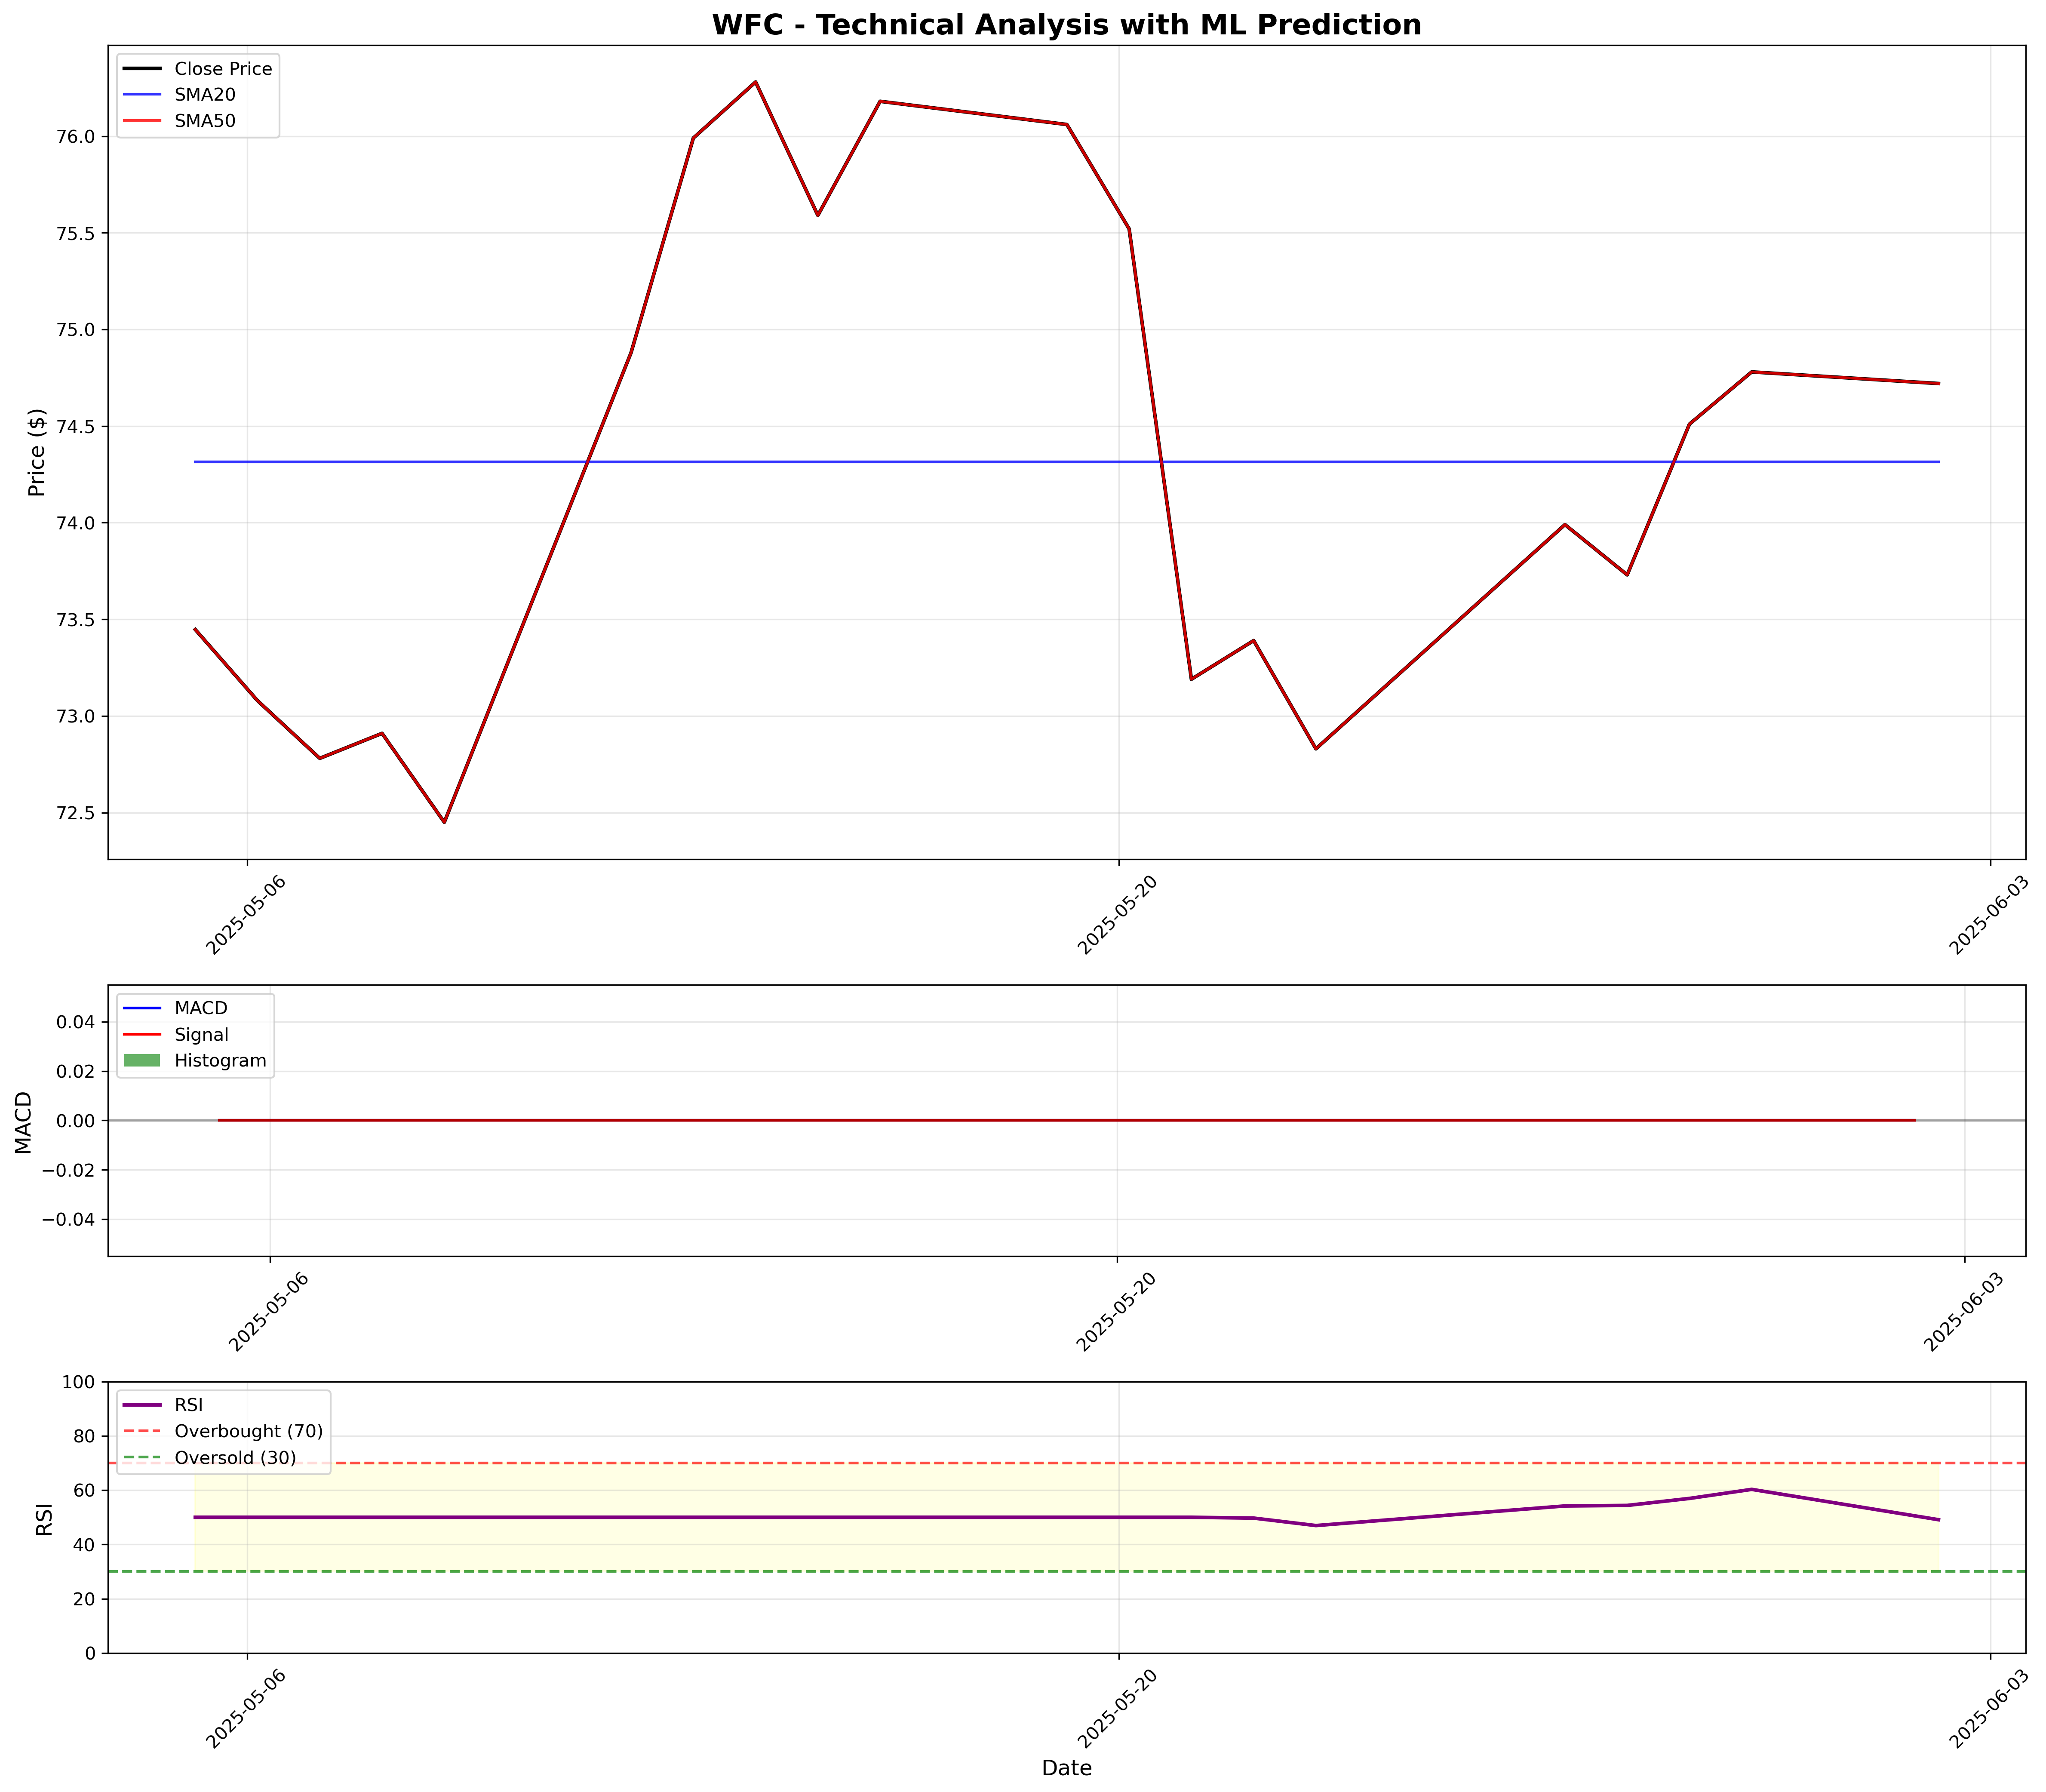 WFC - Technical Analysis with ML Prediction
Close Price
SMA20
SMA50
Price ($)
76.0
75.5
75.0
74.5
74.0
73.5
73.0
72.5
2025-05-06
2025-05-20
2025-06-03
MACD
Signal
Histogram
MACD
0.04
0.02
0.00
−0.02
−0.04
2025-05-06
2025-05-20
2025-06-03
RSI
Overbought (70)
Oversold (30)
RSI
100
80
60
40
20
0
2025-05-06
2025-05-20
2025-06-03
Date